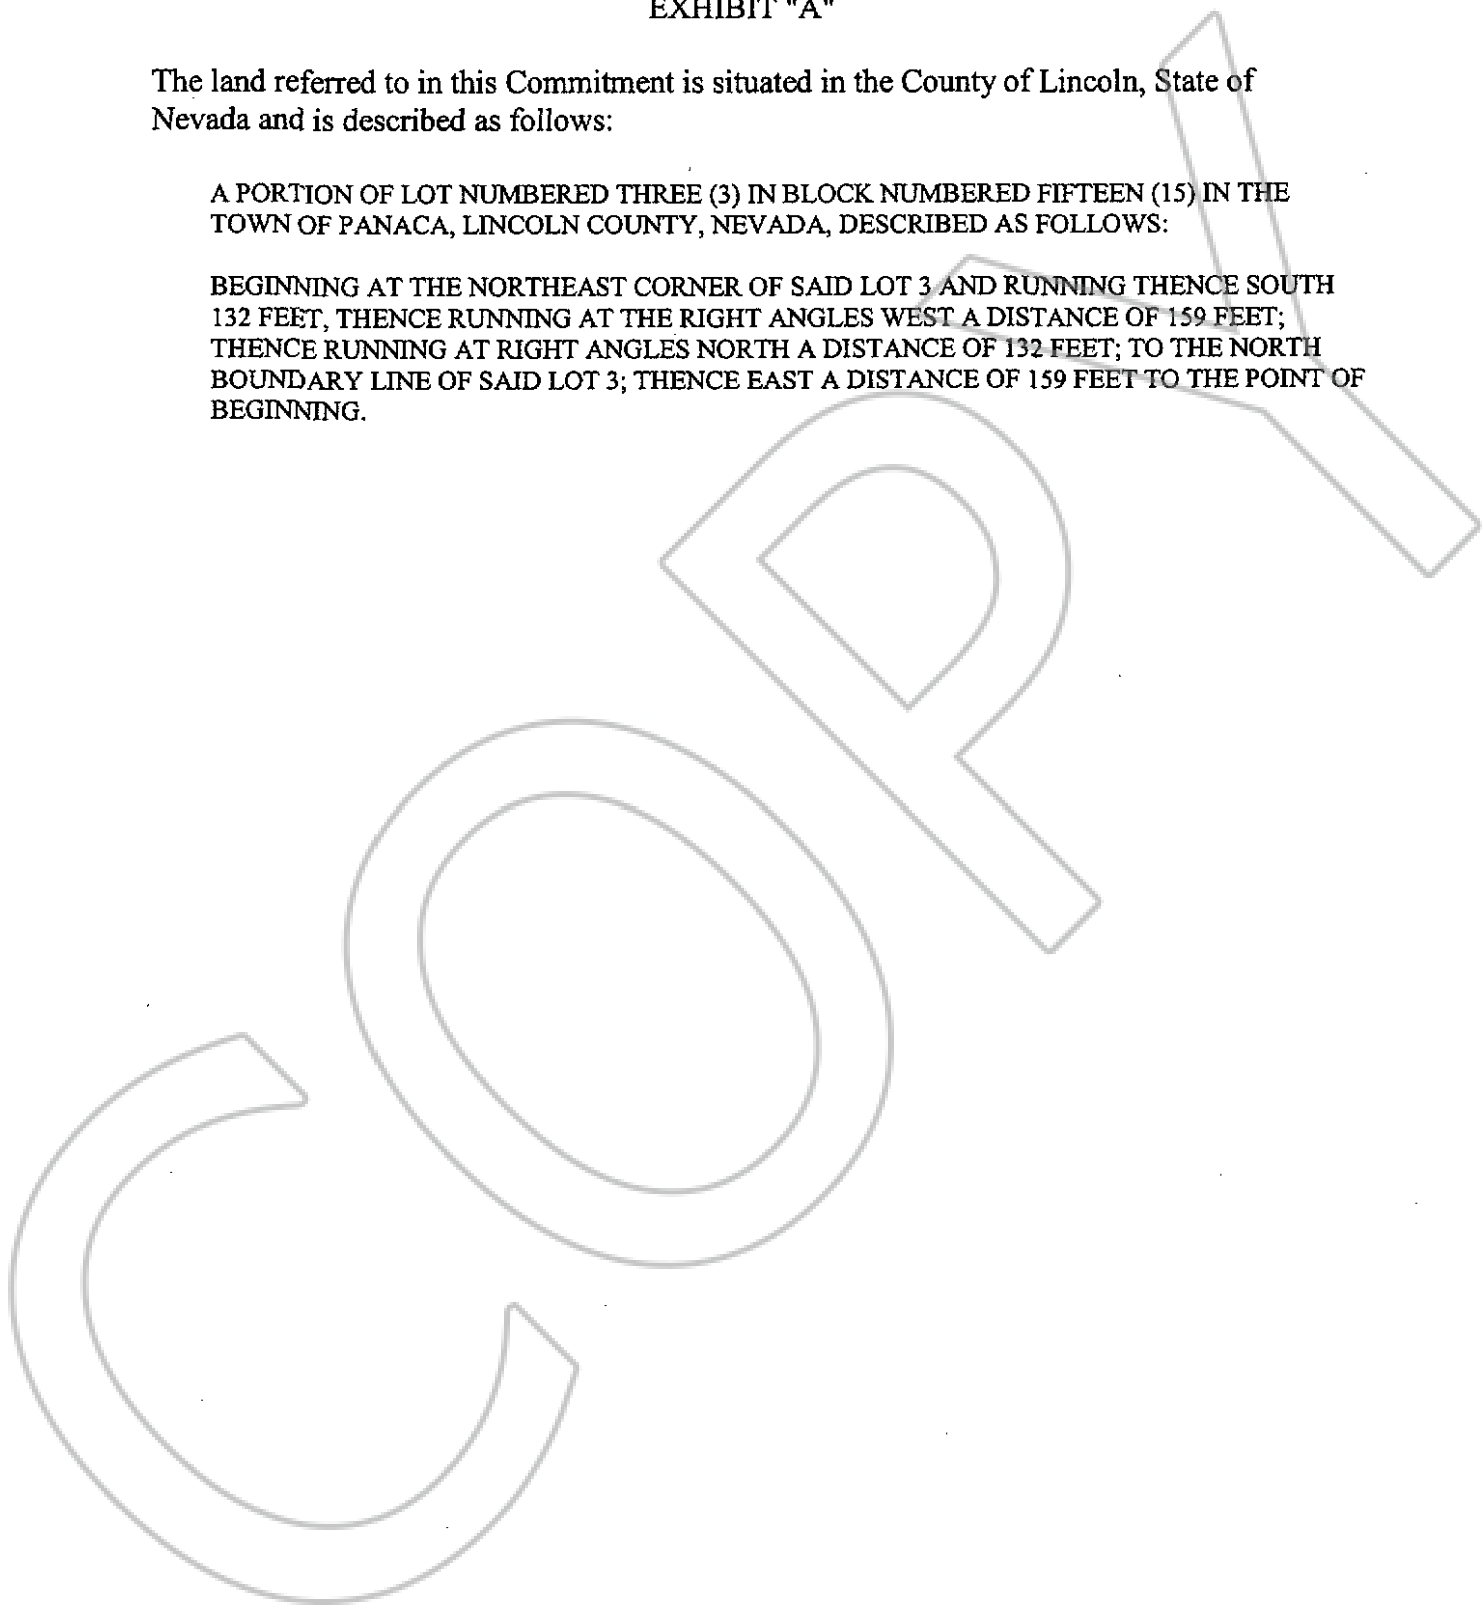 EXHIBIT "A"
The land referred to in this Commitment is situated in the County of Lincoln, State of
Nevada and is described as follows:
A PORTION OF LOT NUMBERED THREE (3) IN BLOCK NUMBERED FIFTEEN (15) IN THE
TOWN OF PANACA, LINCOLN COUNTY, NEVADA, DESCRIBED AS FOLLOWS:
BEGINNING AT THE NORTHEAST CORNER OF SAID LOT 3 AND RUNNING THENCE SOUTH
132 FEET, THENCE RUNNING AT THE RIGHT ANGLES WEST A DISTANCE OF 159 FEET;
THENCE RUNNING AT RIGHT ANGLES NORTH A DISTANCE OF 132 FEET; TO THE NORTH
BOUNDARY LINE OF SAID LOT 3; THENCE EAST A DISTANCE OF 159 FEET TO THE POINT OF
BEGINNING.
COPY